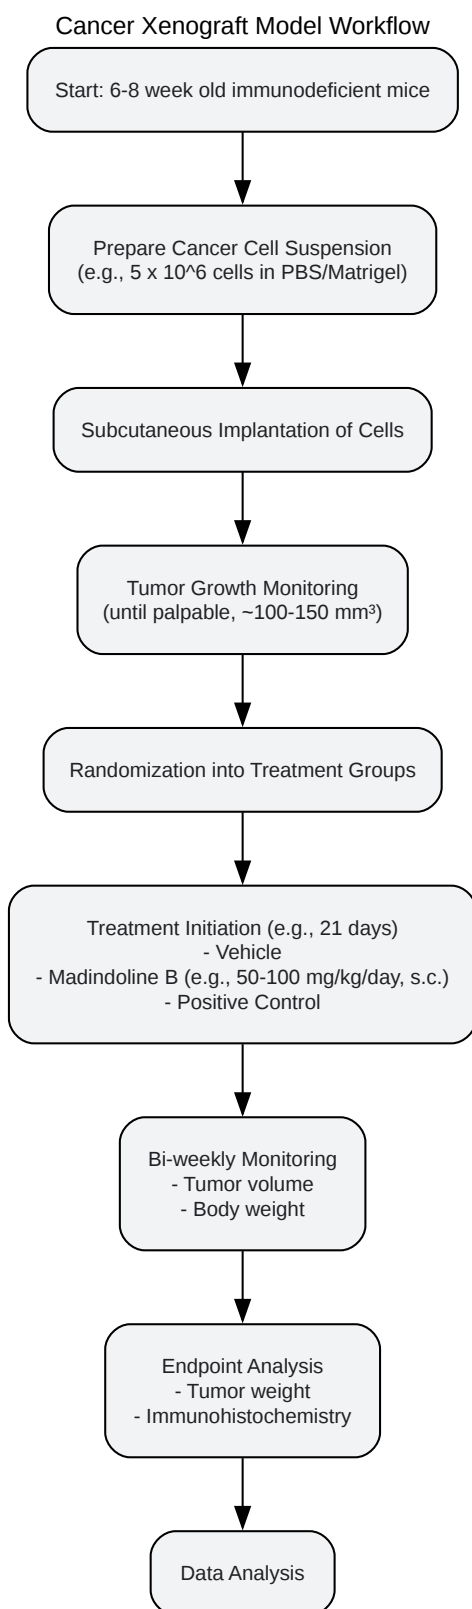 Cancer Xenograft Model Workflow
Start: 6-8 week old immunodeficient mice
Prepare Cancer Cell Suspension
(e.g., 5 x 10^6 cells in PBS/Matrigel)
Subcutaneous Implantation of Cells
Tumor Growth Monitoring
(until palpable, ~100-150 mm³)
Randomization into Treatment Groups
Treatment Initiation (e.g., 21 days)
- Vehicle
- Madindoline B (e.g., 50-100 mg/kg/day, s.c.)
- Positive Control
Bi-weekly Monitoring
- Tumor volume
- Body weight
Endpoint Analysis
- Tumor weight
- Immunohistochemistry
Data Analysis